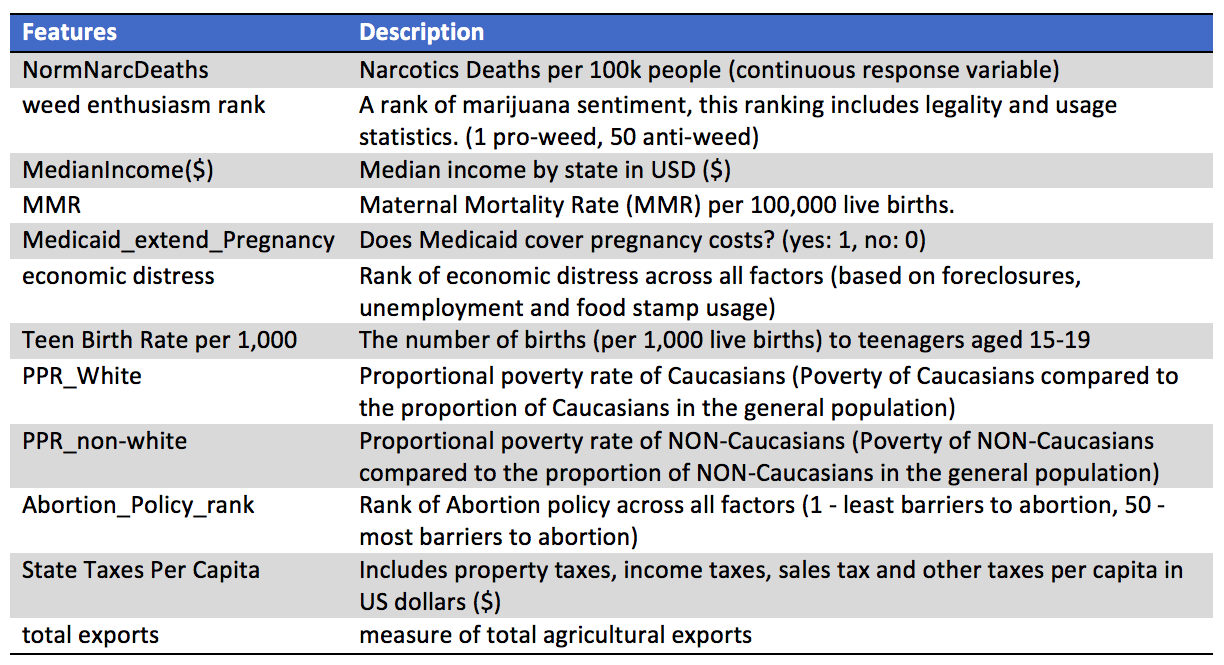 Features Description
NormNarcDeaths Narcotics Deaths per 100k people (continuous response variable)
weed enthusiasm rank A rank of marijuana sentiment, this ranking includes legality and usage
statistics. (1 pro-weed, 50 anti-weed)
MedianIncome($) Median income by state in USD ($)
MMR Maternal Mortality Rate (MMR) per 100,000 live births.
Medicaid_extend_Pregnancy Does Medicaid cover pregnancy costs? (yes: 1, no: 0)
economic distress Rank of economic distress across all factors (based on foreclosures,
unemployment and food stamp usage)
Teen Birth Rate per 1,000 The number of births (per 1,000 live births) to teenagers aged 15-19
PPR_White Proportional poverty rate of Caucasians (Poverty of Caucasians compared to
the proportion of Caucasians in the general population)
PPR_non-white Proportional poverty rate of NON-Caucasians (Poverty of NON-Caucasians
compared to the proportion of NON-Caucasians in the general population)
Abortion_Policy_rank Rank of Abortion policy across all factors (1 - least barriers to abortion, 50 -
most barriers to abortion)
State Taxes Per Capita Includes property taxes, income taxes, sales tax and other taxes per capita in
US dollars ($)
total exports measure of total agricultural exports